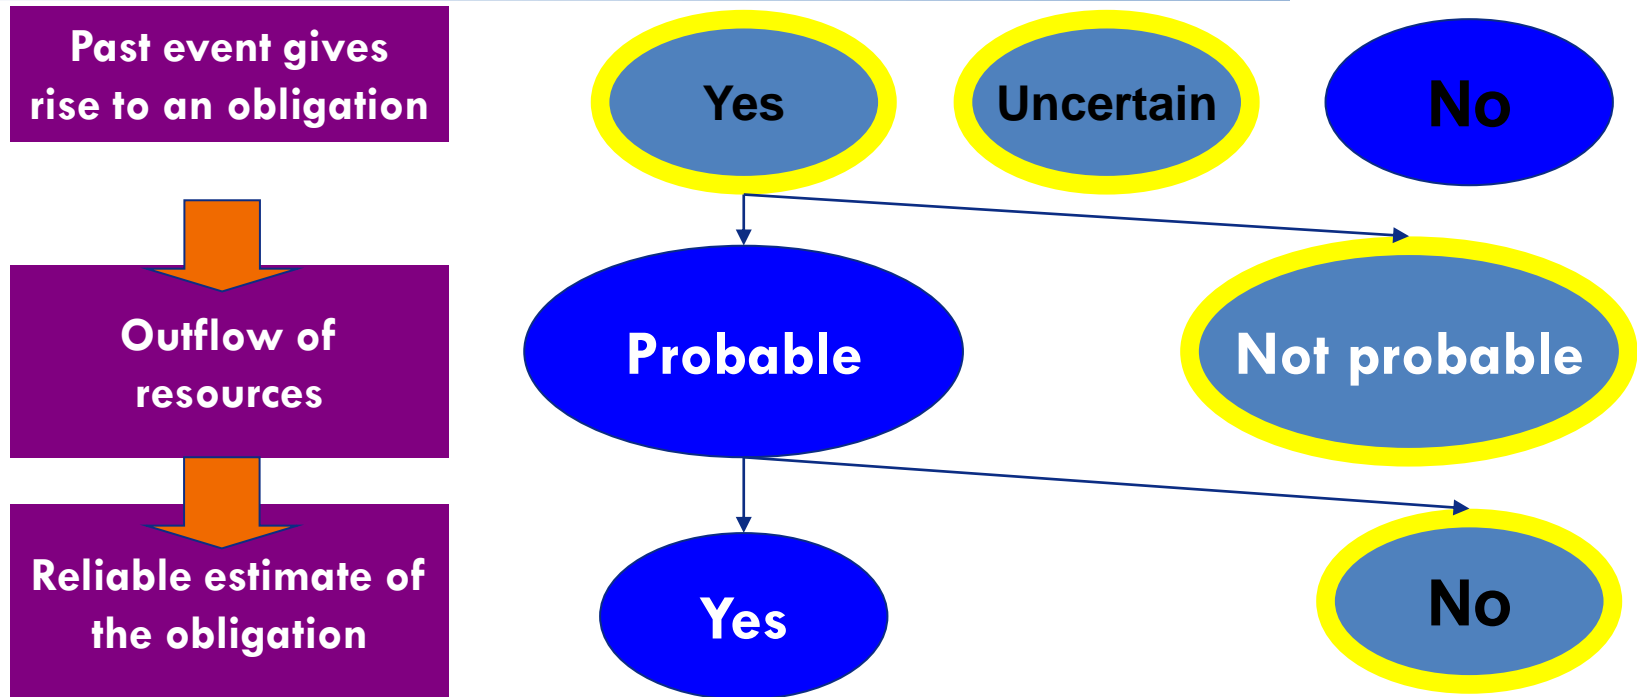 Past event gives
rise to an obligation
Yes
Uncertain
No
Outflow of
resources
Probable
Not probable
Reliable estimate of
the obligation
Yes
No